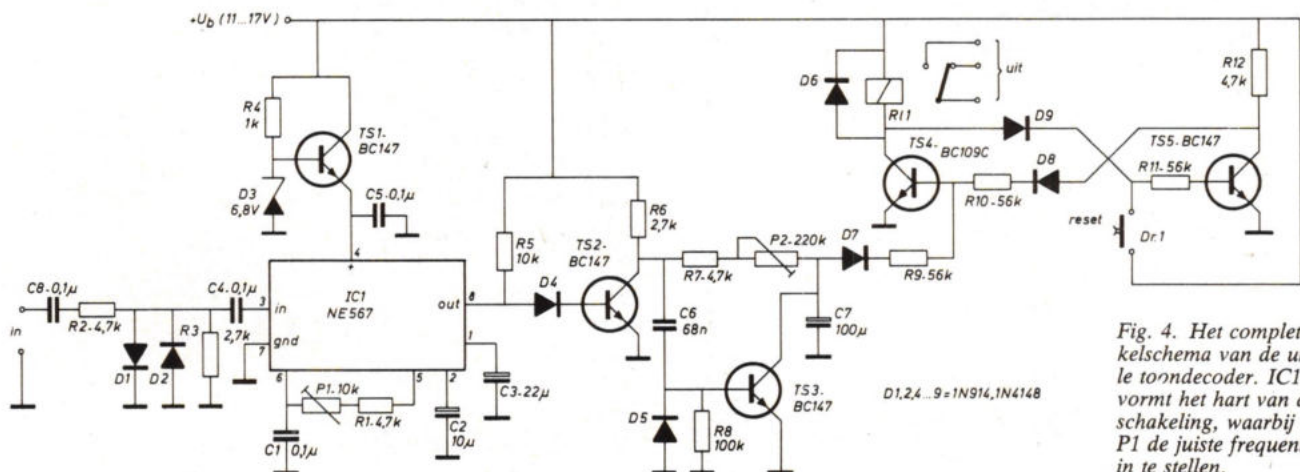 +Ub (11...17V)
R4
1k
TS1-
BC147
D3
6,8V
C5-0,1µ
4
+
R5
10k
TS2-
BC147
R6
2,7k
D4
IC1
NE567
in
gnd
out
3
7
8
1
6
5
2
C8-0,1µ
R2-4,7k
C4-0,1µ
in
D1
D2
R3
2,7k
P1-10k
R1-4,7k
C1 0,1µ
C2
10µ
C3-22µ
R7-4,7k
P2-220k
D7
R9-56k
C6
68n
D5
R8
100k
TS3-
BC147
C7
100µ
D6
Rl1
uit
D9
TS4-
BC109C
R10-56k
D8
TS5-BC147
R11-56k
R12
4,7k
reset
Dr.1
D1,2,4...9=1N914,1N4148
Fig. 4. Het complet
kelschema van de u
le toondecoder. IC1
vormt het hart van
schakeling, waarbij
P1 de juiste frequen
in te stellen.